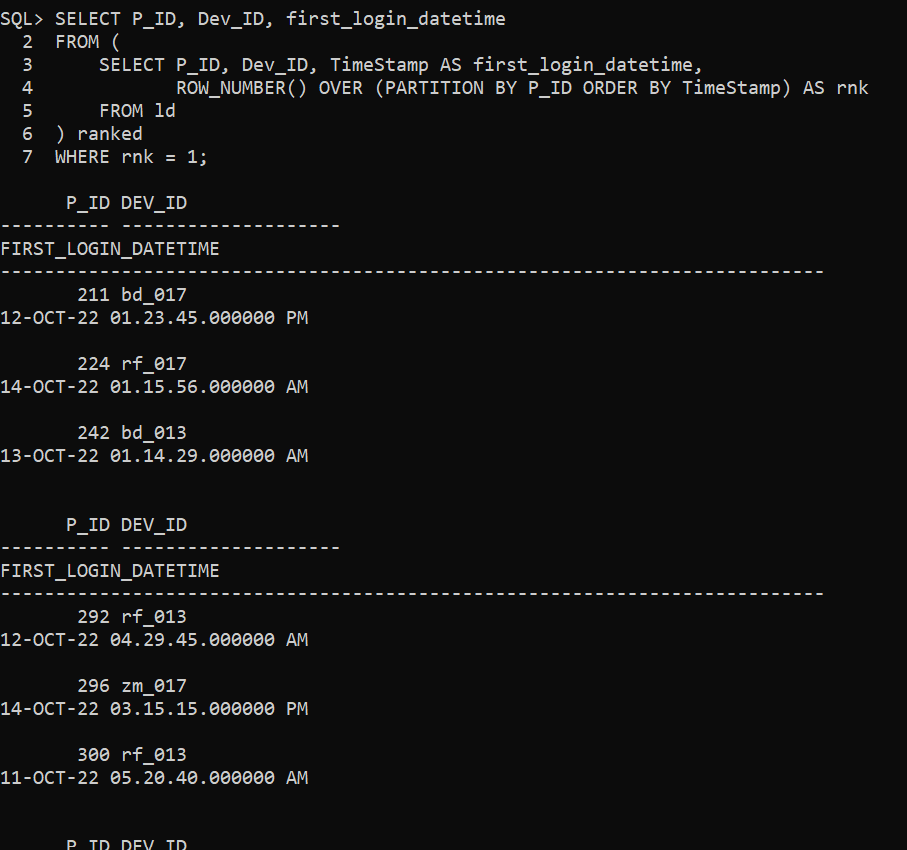 SQL> SELECT P_ID, Dev_ID, first_login_datetime
  2  FROM (
  3      SELECT P_ID, Dev_ID, TimeStamp AS first_login_datetime,
  4             ROW_NUMBER() OVER (PARTITION BY P_ID ORDER BY TimeStamp) AS rnk
  5      FROM ld
  6  ) ranked
  7  WHERE rnk = 1;

      P_ID DEV_ID
---------- --------------------
FIRST_LOGIN_DATETIME
---------------------------------------------------------------------------
       211 bd_017
12-OCT-22 01.23.45.000000 PM

       224 rf_017
14-OCT-22 01.15.56.000000 AM

       242 bd_013
13-OCT-22 01.14.29.000000 AM


      P_ID DEV_ID
---------- --------------------
FIRST_LOGIN_DATETIME
---------------------------------------------------------------------------
       292 rf_013
12-OCT-22 04.29.45.000000 AM

       296 zm_017
14-OCT-22 03.15.15.000000 PM

       300 rf_013
11-OCT-22 05.20.40.000000 AM


      P_ID DEV_ID